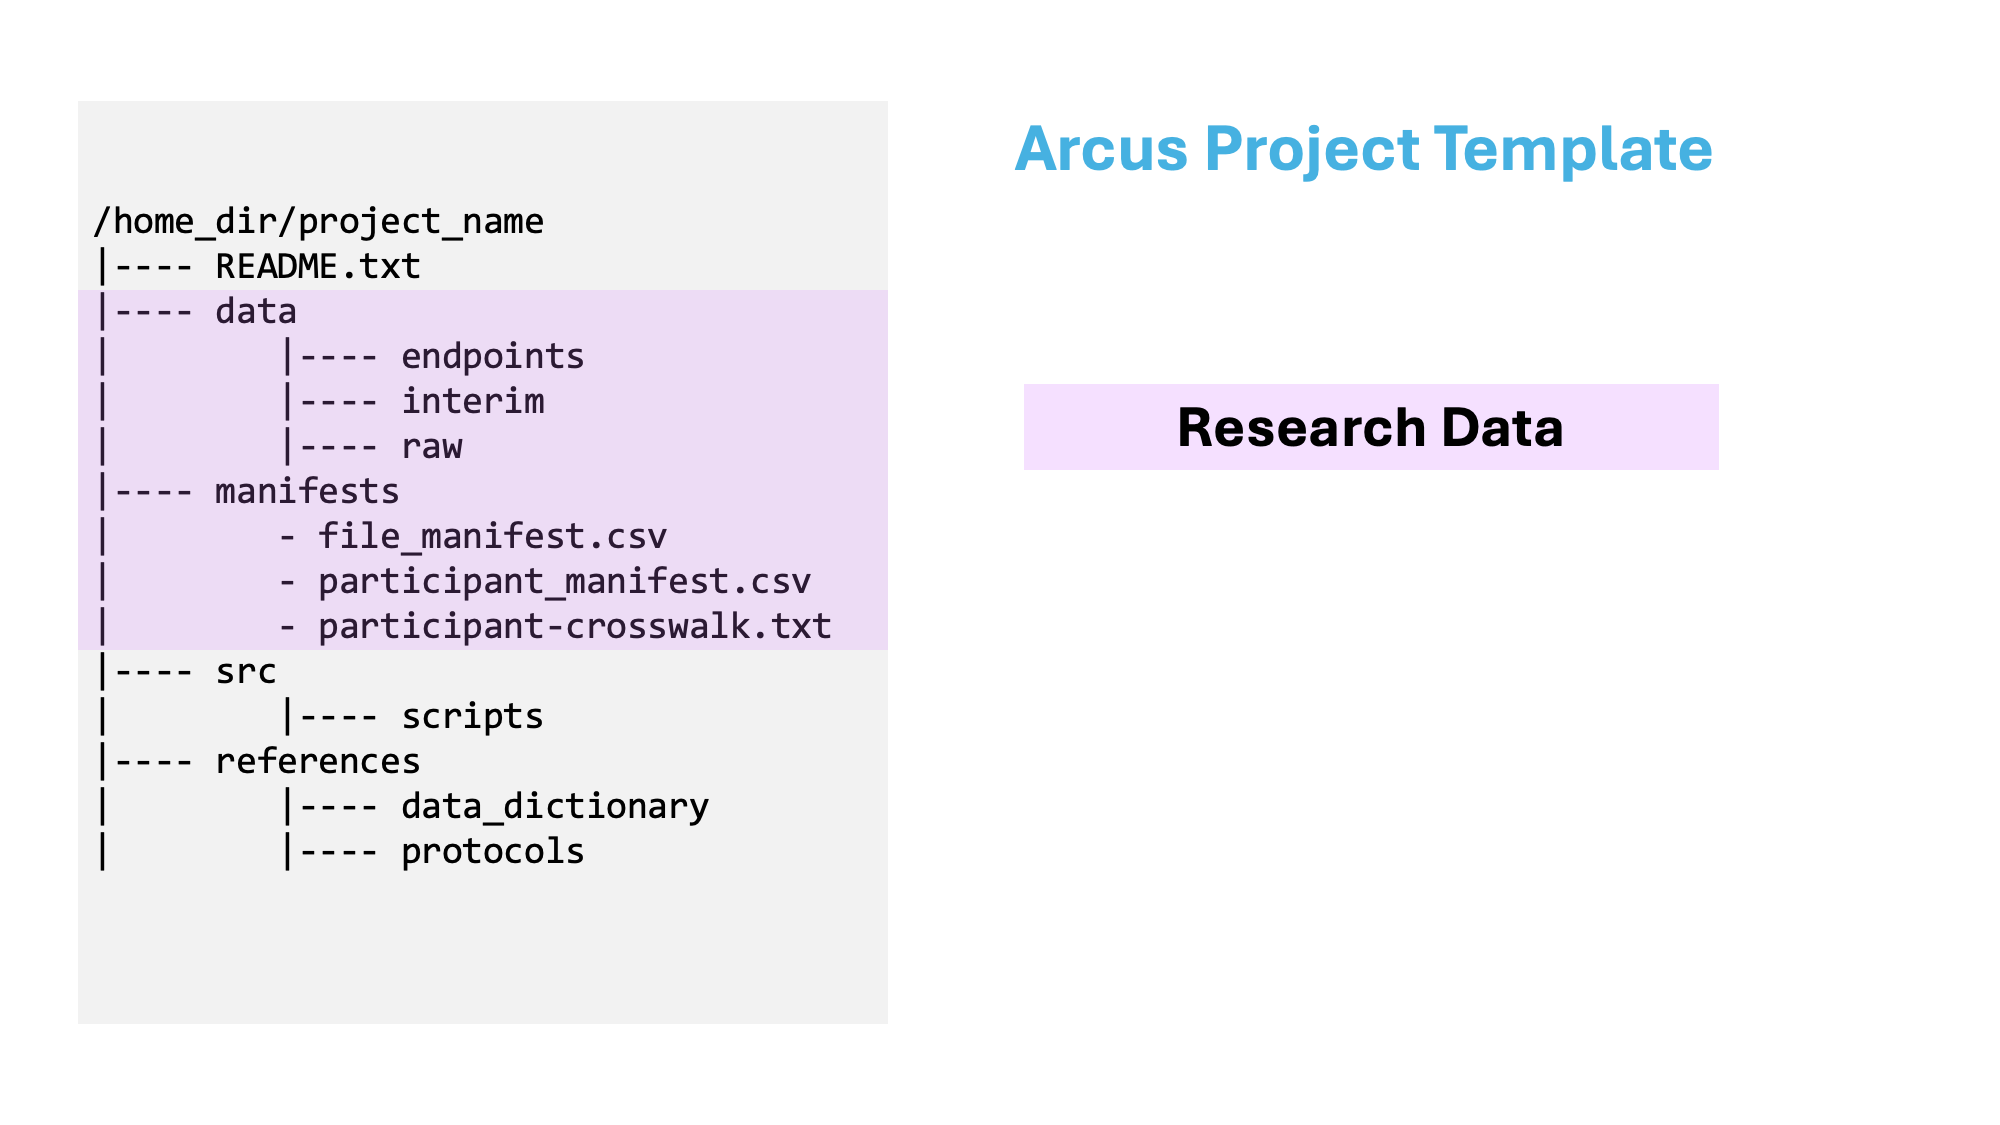 /home_dir/project_name
|---- README.txt
|---- data
|        |---- endpoints
|        |---- interim
|        |---- raw
|---- manifests
|        - file_manifest.csv
|        - participant_manifest.csv
|        - participant-crosswalk.txt
|---- src
|        |---- scripts
|---- references
|        |---- data_dictionary
|        |---- protocols
Arcus Project Template
Research Data